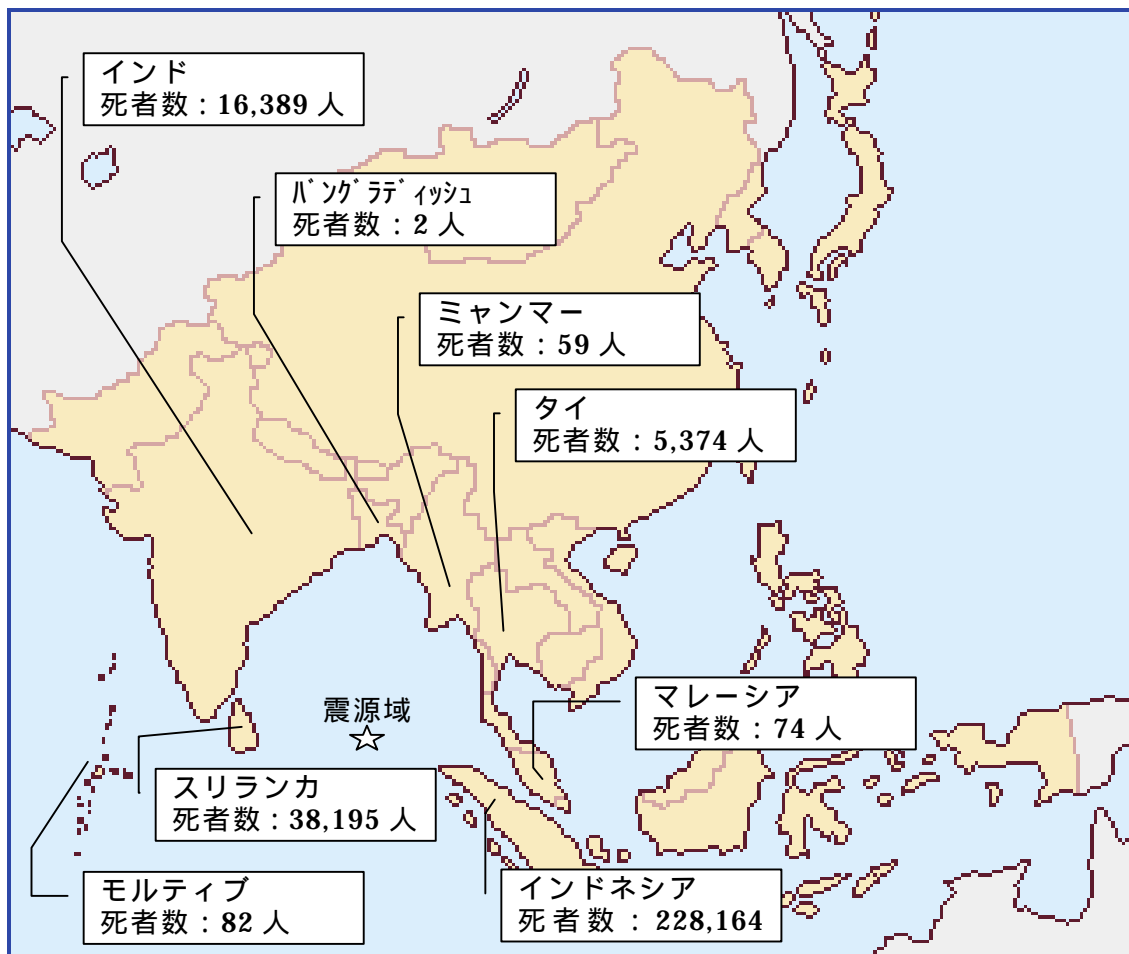 インド
死者数：16,389 人
バングラディッシュ
死者数：2 人
ミャンマー
死者数：59 人
タイ
死者数：5,374 人
マレーシア
死者数：74 人
震源域
スリランカ
死者数：38,195 人
モルティブ
死者数：82 人
インドネシア
死者数：228,164